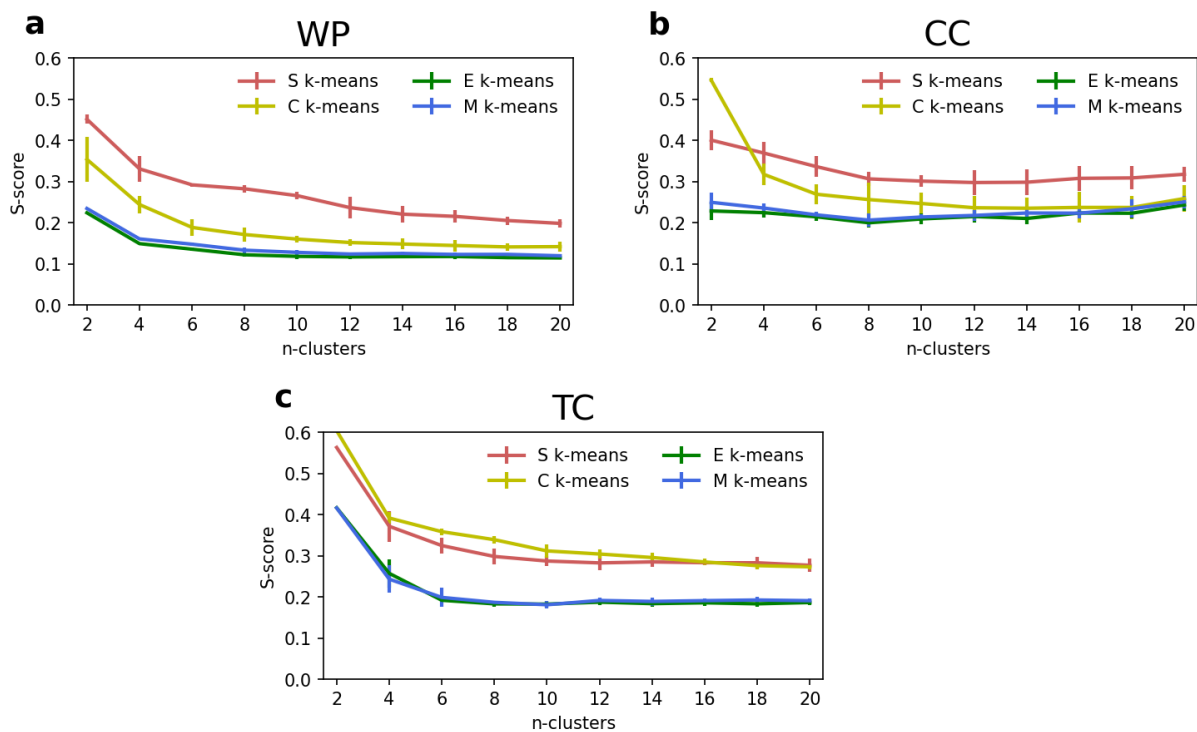 a
WP
0.6
0.5
0.4
0.3
0.2
0.1
0.0
S-score
S k-means
C k-means
E k-means
M k-means
2 4 6 8 10 12 14 16 18 20
n-clusters
b
CC
0.6
0.5
0.4
0.3
0.2
0.1
0.0
S-score
S k-means
C k-means
E k-means
M k-means
2 4 6 8 10 12 14 16 18 20
n-clusters
c
TC
0.6
0.5
0.4
0.3
0.2
0.1
0.0
S-score
S k-means
C k-means
E k-means
M k-means
2 4 6 8 10 12 14 16 18 20
n-clusters